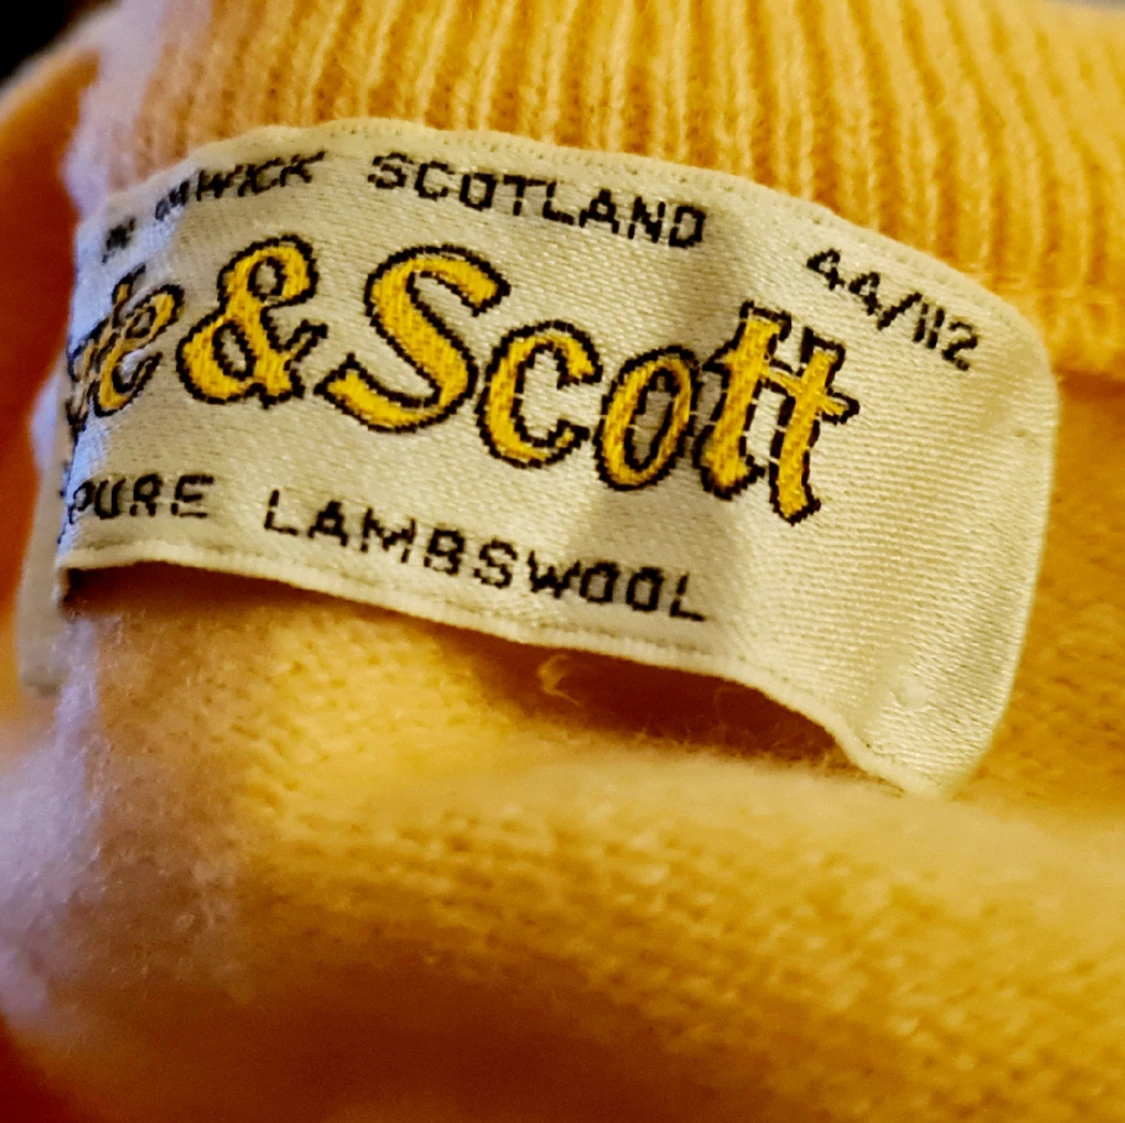 SCOTLAND
44/112
& Scott
PURE LAMBSWOOL